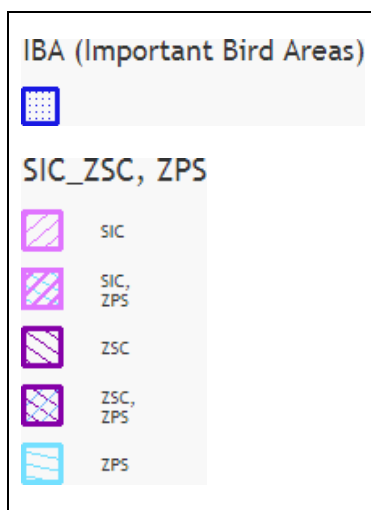 IBA (Important Bird Areas)
SIC_ZSC, ZPS
SIC
SIC,
ZPS
ZSC
ZSC,
ZPS
ZPS